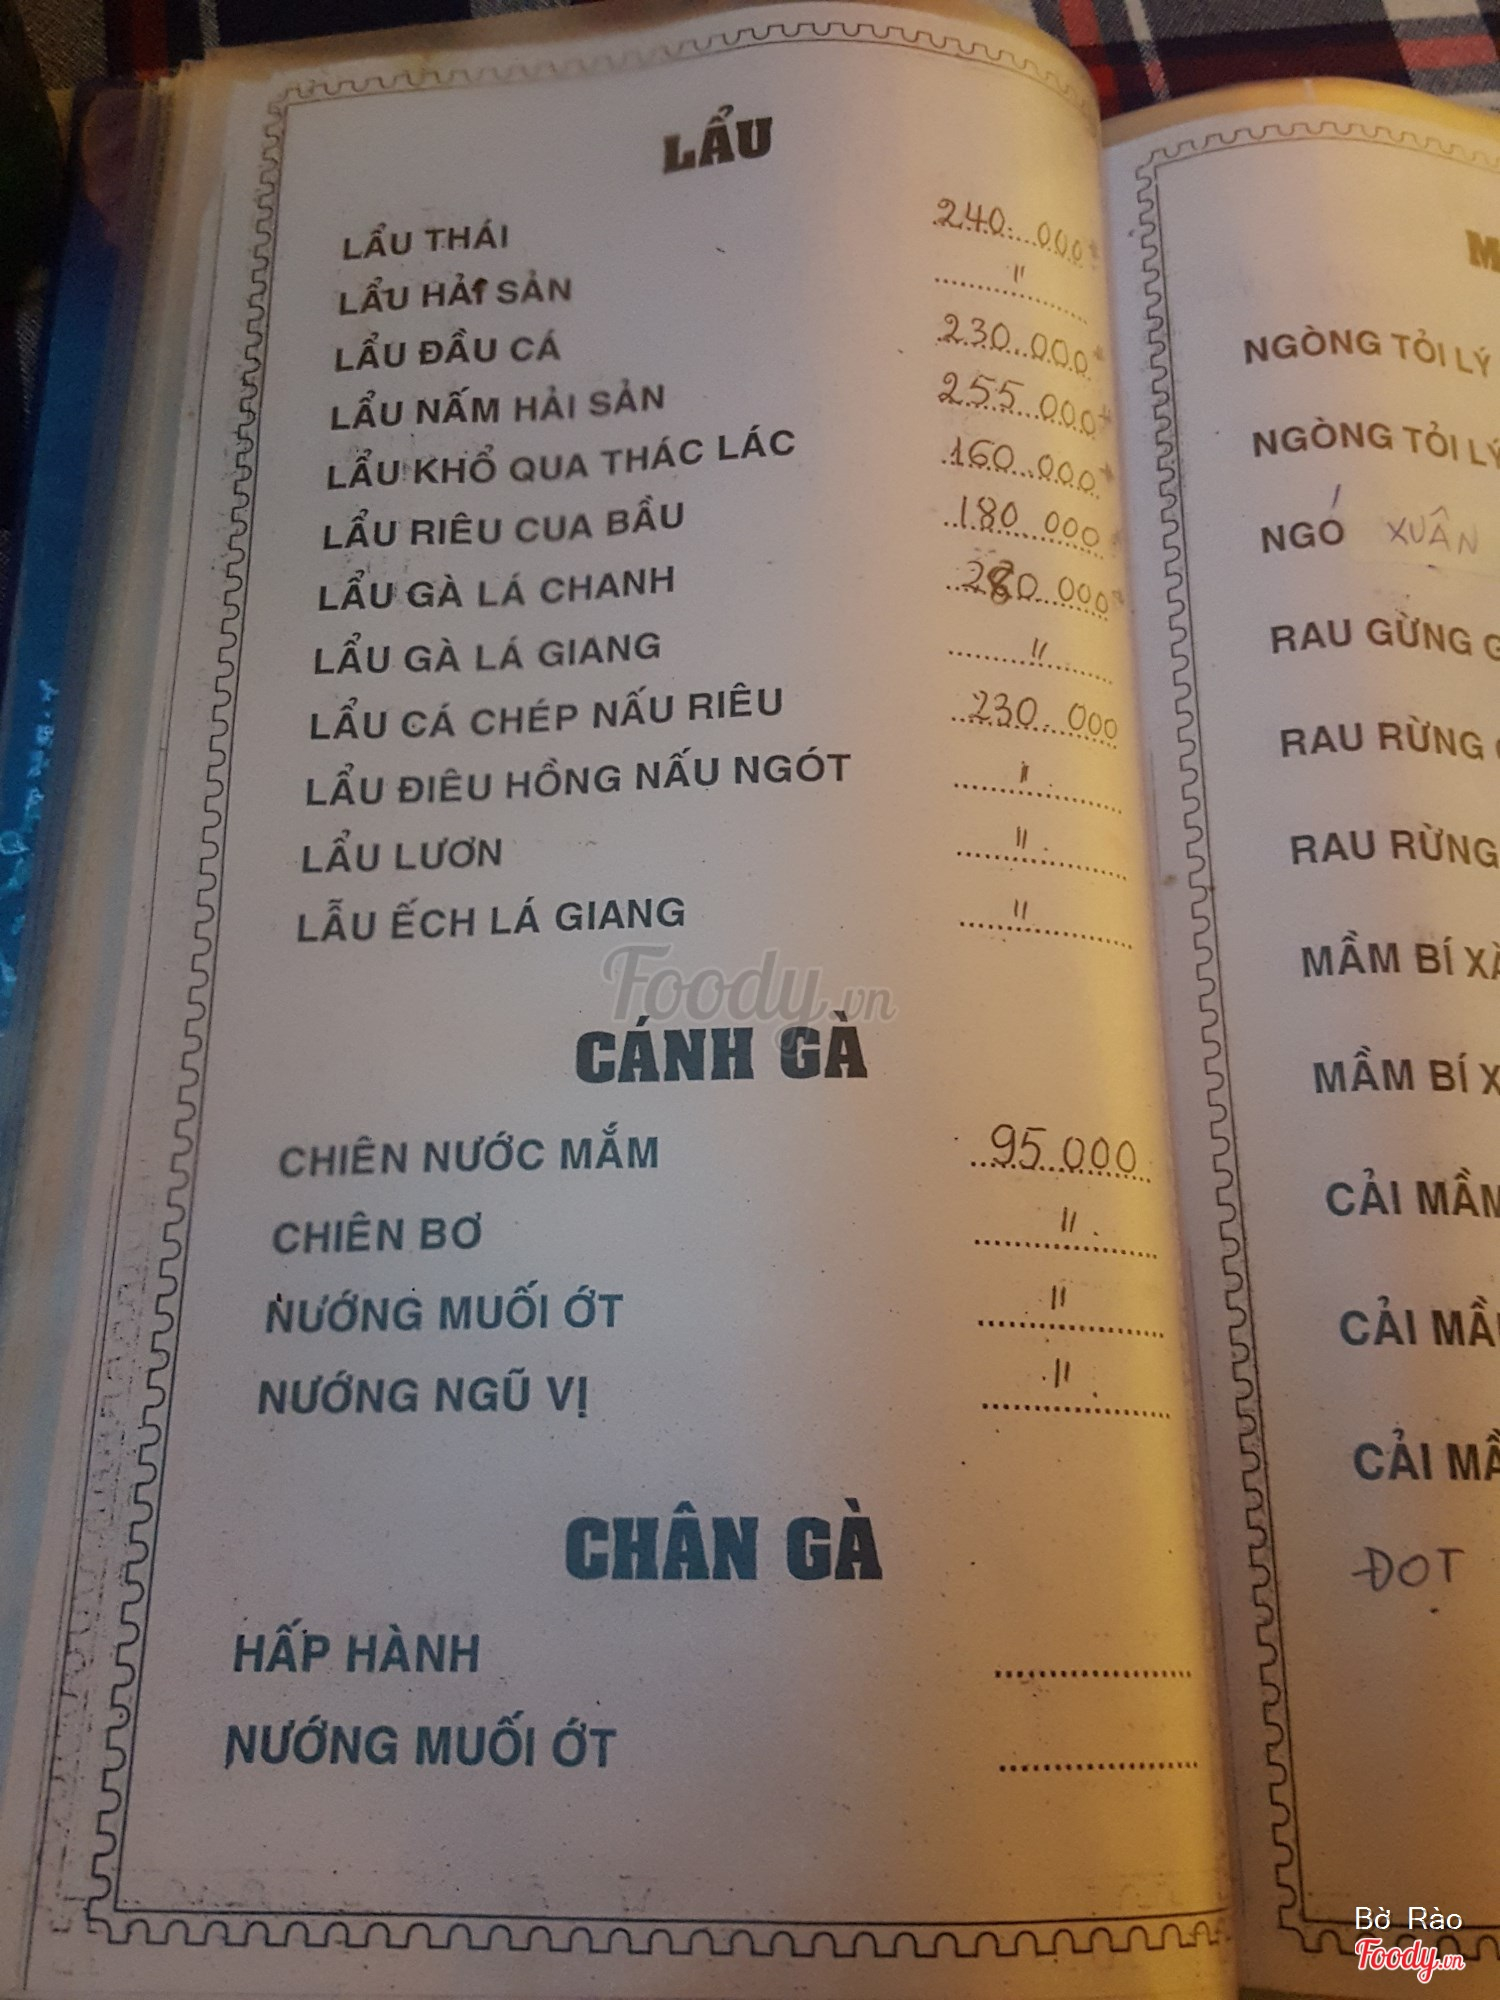 LẨU
LẨU THÁI 240.000
LẨU HẢI SẢN "
LẨU ĐẦU CÁ 230.000
LẨU NẤM HẢI SẢN 255.000
LẨU KHỔ QUA THÁC LÁC 160.000
LẨU RIÊU CUA BẦU 180.000
LẨU GÀ LÁ CHANH
LẨU GÀ LÁ GIANG "
LẨU CÁ CHÉP NẤU RIÊU 230.000
LẨU ĐIÊU HỒNG NẤU NGÓT "
LẨU LƯƠN "
LẪU ẾCH LÁ GIANG "
Foody.vn
CÁNH GÀ
CHIÊN NƯỚC MẮM 95000
CHIÊN BƠ "
NƯỚNG MUỐI ỚT "
NƯỚNG NGŨ VỊ "
CHÂN GÀ
HẤP HÀNH
NƯỚNG MUỐI ỚT
NGÒNG TỎI LÝ
NGÒNG TỎI LÝ
NGÓ XUÂN
RAU GỪNG
RAU RỪNG
RAU RỪNG
MẦM BÍ
MẦM BÍ
CẢI MẦM
CẢI
CẢI
ĐOT
Bờ Rào
Foody.vn